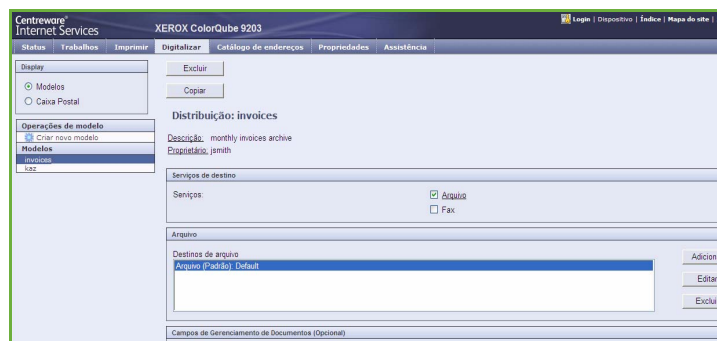 Centreware®
Internet Services
XEROX ColorQube 9203
Login | Dispositivo | Índice | Mapa do site |
Status Trabalhos Imprimir Digitalizar Catálogo de endereços Propriedades Assistência
Display
Modelos
Caixa Postal
Operações de modelo
Criar novo modelo
Modelos
invoices
kaz
Excluir
Copiar
Distribuição: invoices
Descrição: monthly invoices archive
Proprietário: jsmith
Serviços de destino
Serviços: Arquivo
Fax
Arquivo
Destinos de arquivo
Arquivo (Padrão): Default
Adicion
Editar
Exclui
Campos de Gerenciamento de Documentos (Opcional)